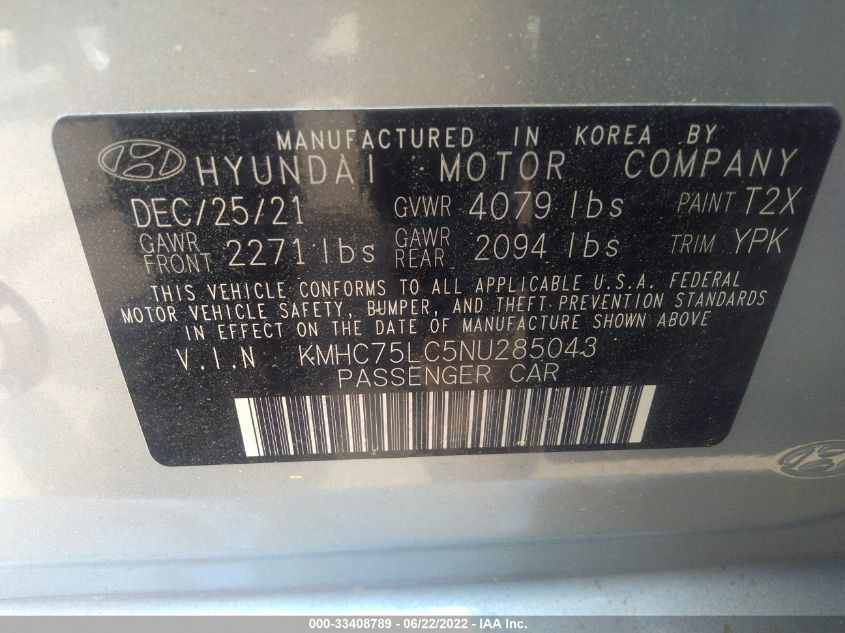 MANUFACTURED IN KOREA BY
HYUNDAI MOTOR COMPANY
DEC/25/21 GVWR 4079 lbs PAINT T2X
GAWR FRONT 2271 lbs GAWR REAR 2094 lbs TRIM YPK
THIS VEHICLE CONFORMS TO ALL APPLICABLE U.S.A. FEDERAL
MOTOR VEHICLE SAFETY, BUMPER, AND THEFT PREVENTION STANDARDS
IN EFFECT ON THE DATE OF MANUFACTURE SHOWN ABOVE
V.I.N KMHC75LC5NU285043
PASSENGER CAR
000-33408789 - 06/22/2022 - IAA Inc.